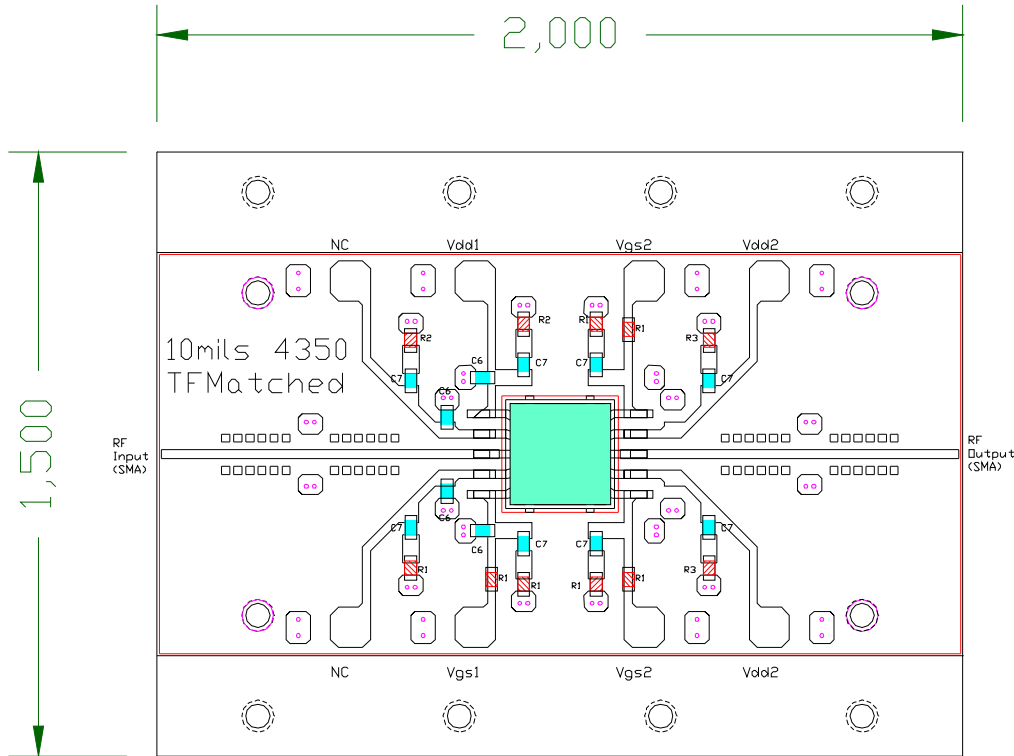 2,000
1,500
NC
Vdd1
Vgs2
Vdd2
R2
R1
R1
R2
R3
10mils 4350
TFMatched
C6
C7
C7
C7
C7
C6
RF
Input
(SMA)
RF
Output
(SMA)
C6
C7
C6
C7
C7
C7
R1
R1
R1
R1
R1
R3
NC
Vgs1
Vgs2
Vdd2